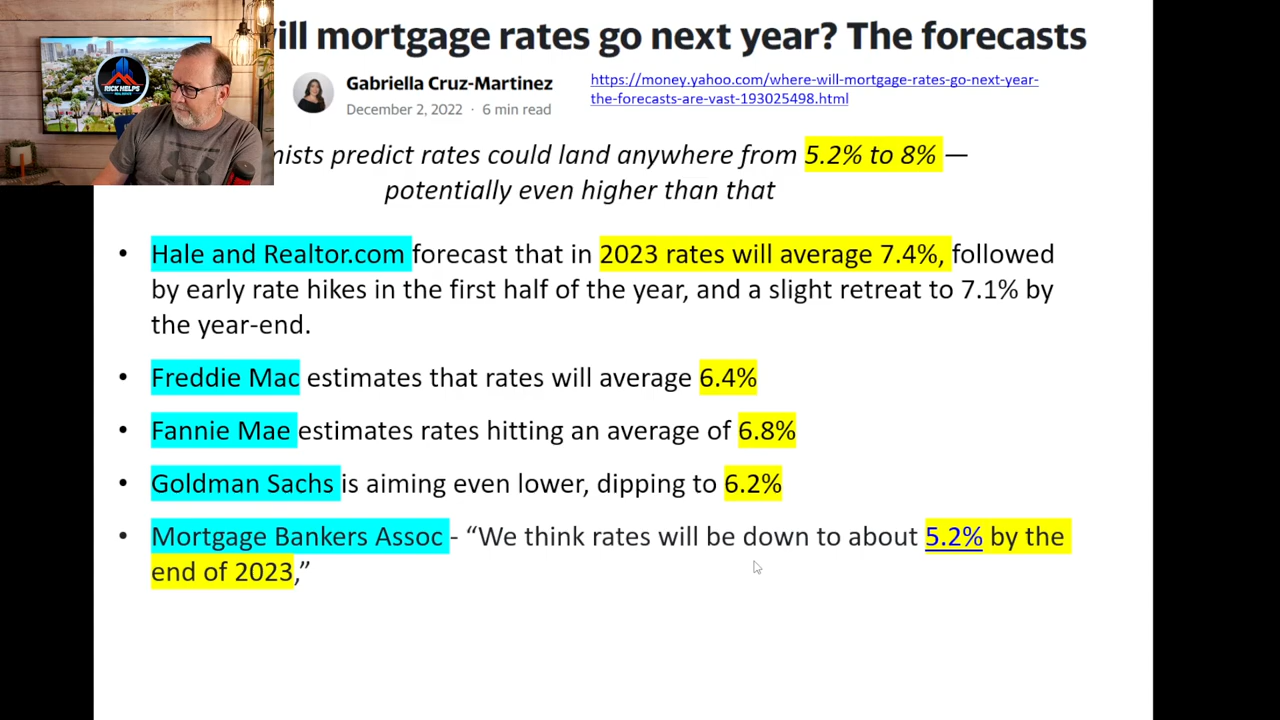 ill mortgage rates go next year? The forecasts
RICK HELPS
Gabriella Cruz-Martinez
December 2, 2022 · 6 min read
https://money.yahoo.com/where-will-mortgage-rates-go-next-year-
the-forecasts-are-vast-193025498.html
nists predict rates could land anywhere from 5.2% to 8% —
potentially even higher than that
• Hale and Realtor.com forecast that in 2023 rates will average 7.4%, followed
by early rate hikes in the first half of the year, and a slight retreat to 7.1% by
the year-end.
• Freddie Mac estimates that rates will average 6.4%
• Fannie Mae estimates rates hitting an average of 6.8%
• Goldman Sachs is aiming even lower, dipping to 6.2%
• Mortgage Bankers Assoc - “We think rates will be down to about 5.2% by the
end of 2023,”